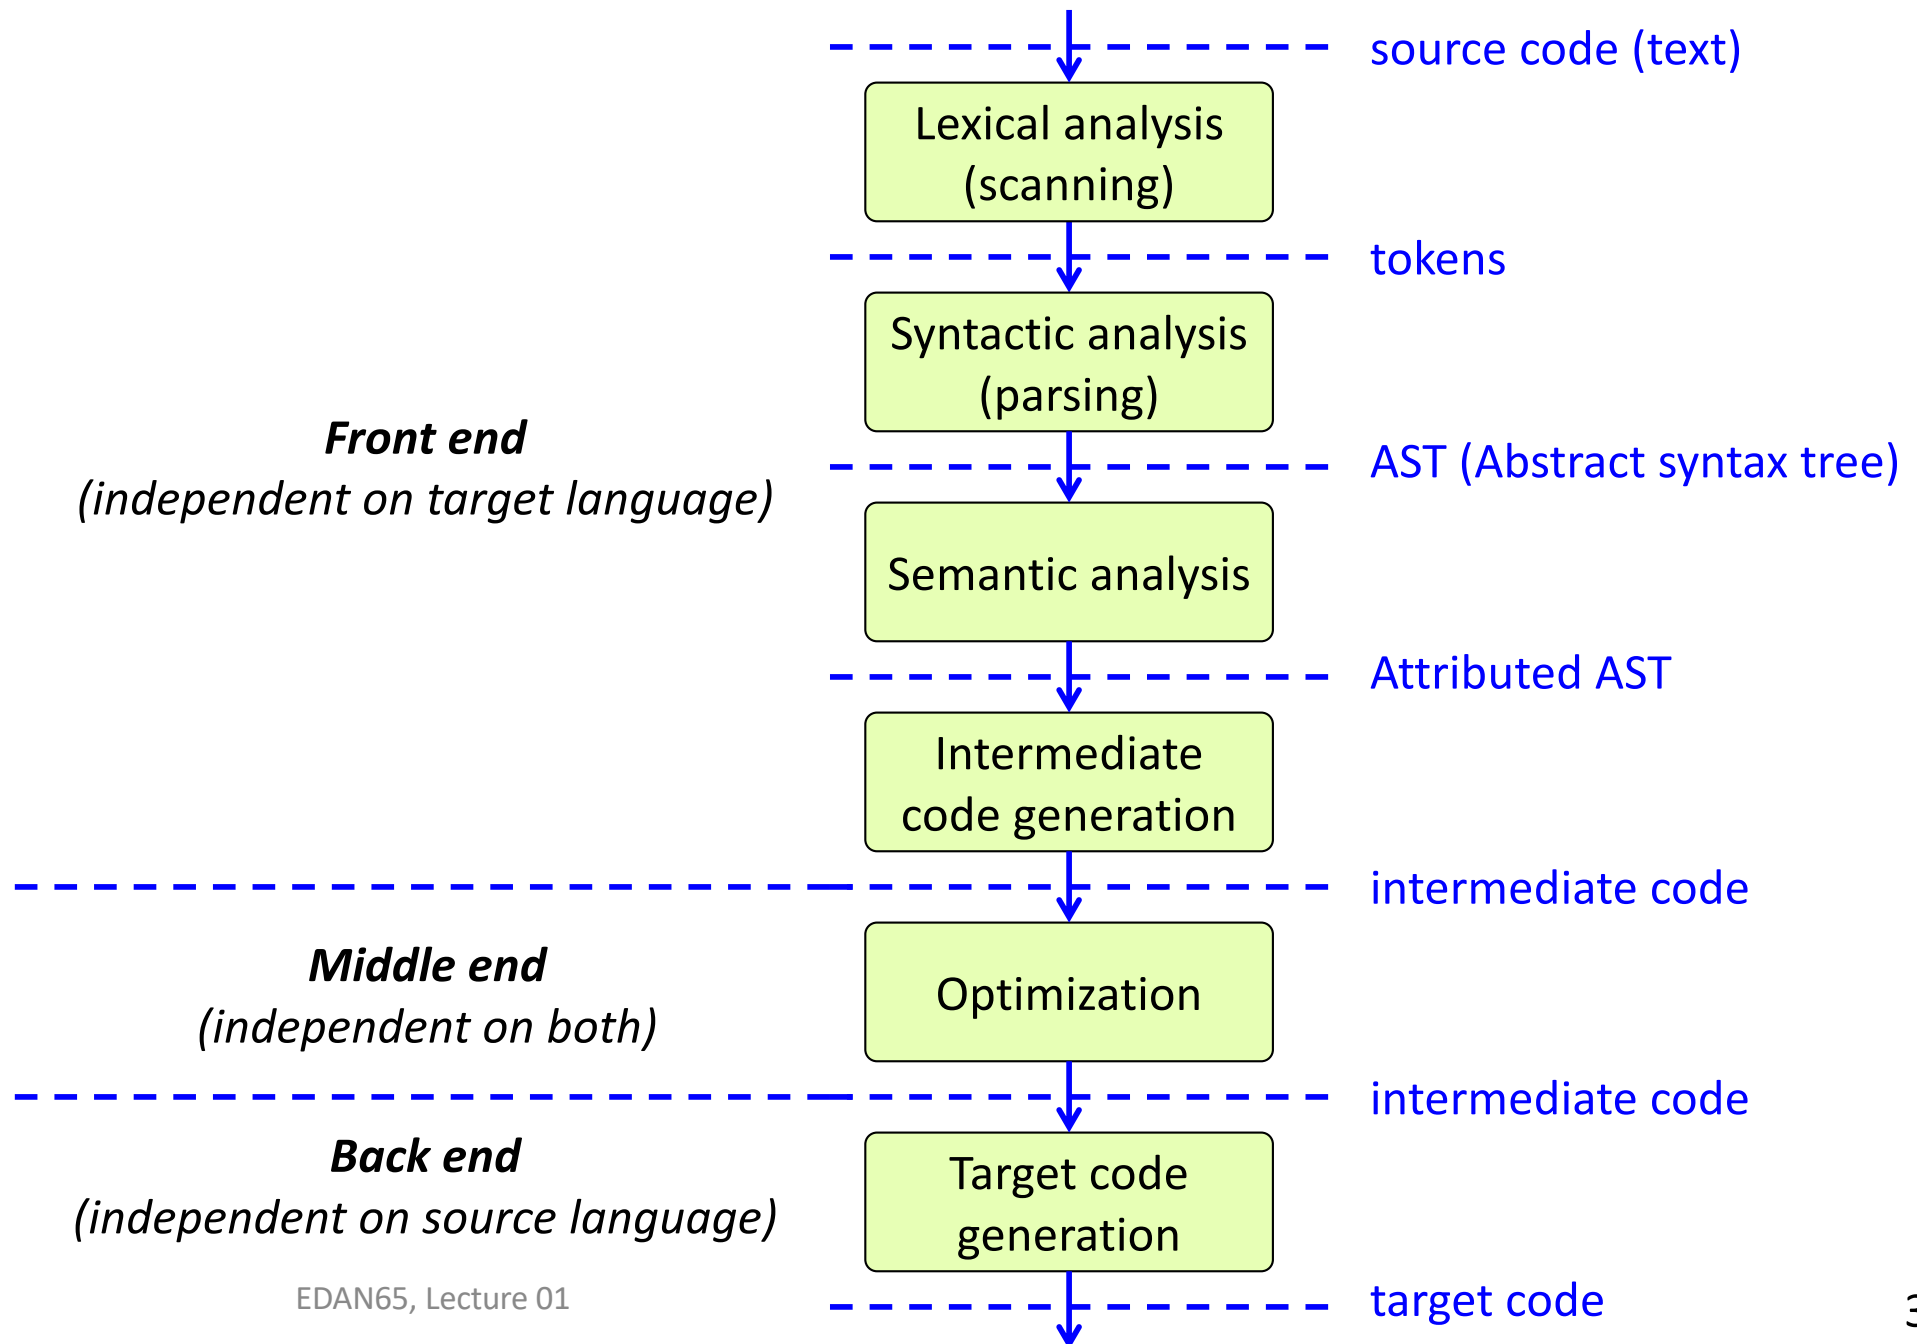 source code (text)
Lexical analysis
(scanning)
tokens
Syntactic analysis
(parsing)
Front end
(independent on target language)
AST (Abstract syntax tree)
Semantic analysis
Attributed AST
Intermediate
code generation
intermediate code
Middle end
(independent on both)
Optimization
intermediate code
Back end
(independent on source language)
Target code
generation
EDAN65, Lecture 01
target code